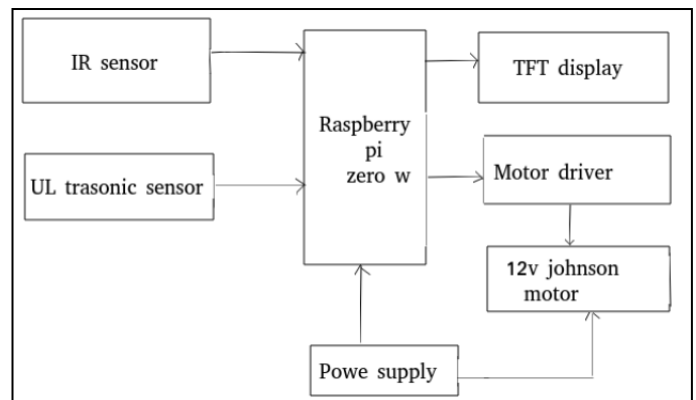 IR sensor
TFT display
Raspberry
pi
zero w
UL trasonic sensor
Motor driver
12v johnson
motor
Powe supply